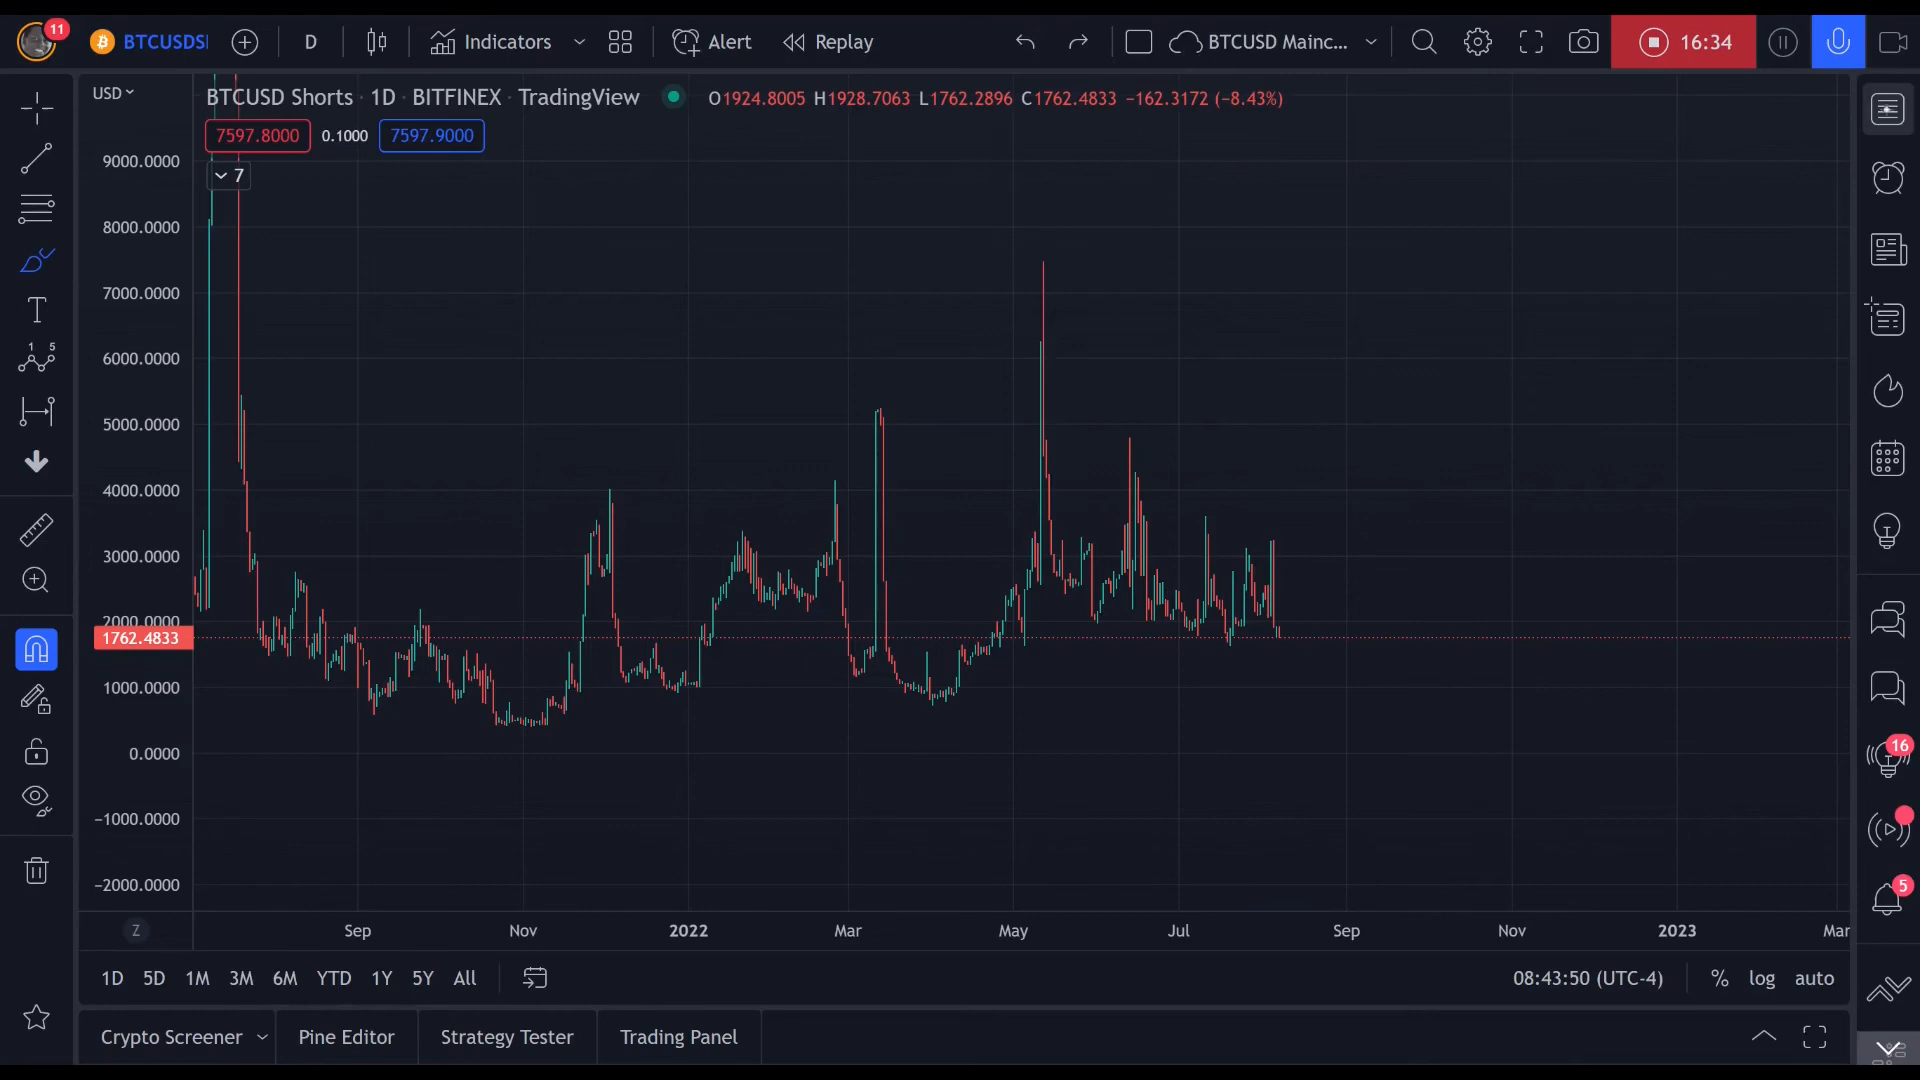 11 BTCUSDSI D Indicators Alert Replay BTCUSD Mainc... 16:34
USD BTCUSD Shorts · 1D · BITFINEX · TradingView O1924.8005 H1928.7063 L1762.2896 C1762.4833 −162.3172 (−8.43%)
7597.8000 0.1000 7597.9000
9000.0000
7
8000.0000
7000.0000
6000.0000
5000.0000
4000.0000
3000.0000
2000.0000
1762.4833
1000.0000
0.0000
−1000.0000
−2000.0000
1 5
16
5
Z Sep Nov 2022 Mar May Jul Sep Nov 2023 Mar
1D 5D 1M 3M 6M YTD 1Y 5Y All 08:43:50 (UTC-4) % log auto
Crypto Screener Pine Editor Strategy Tester Trading Panel